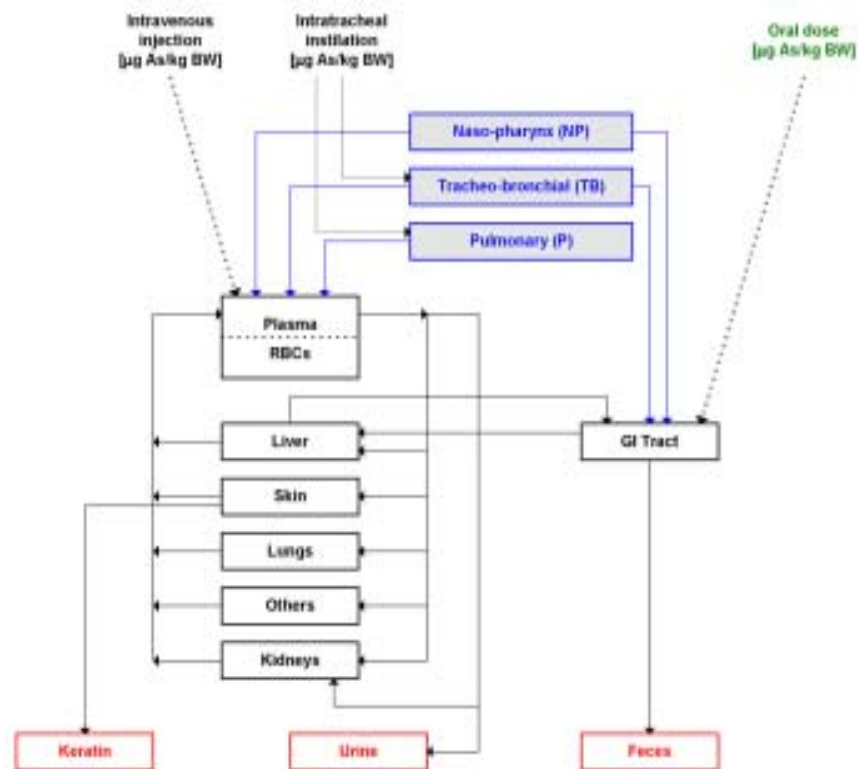 Intravenous
injection
[µg As/kg BW]
Intratracheal
instilation
[µg As/kg BW]
Oral dose
[µg As/kg BW]
Naso-pharynx (NP)
Tracheo-bronchial (TB)
Pulmonary (P)
Plasma
RBCs
Liver
GI Tract
Skin
Lungs
Others
Kidneys
Keratin
Urine
Feces